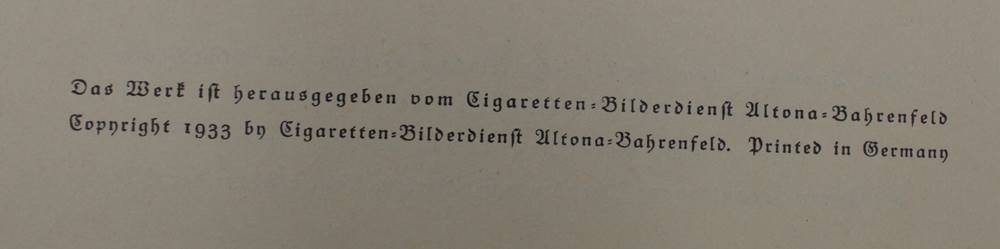 Das Werk iſt herausgegeben vom Cigaretten-Bilderdienſt Altona-Bahrenfeld
Copyright 1933 by Cigaretten-Bilderdienſt Altona-Bahrenfeld. Printed in Germany